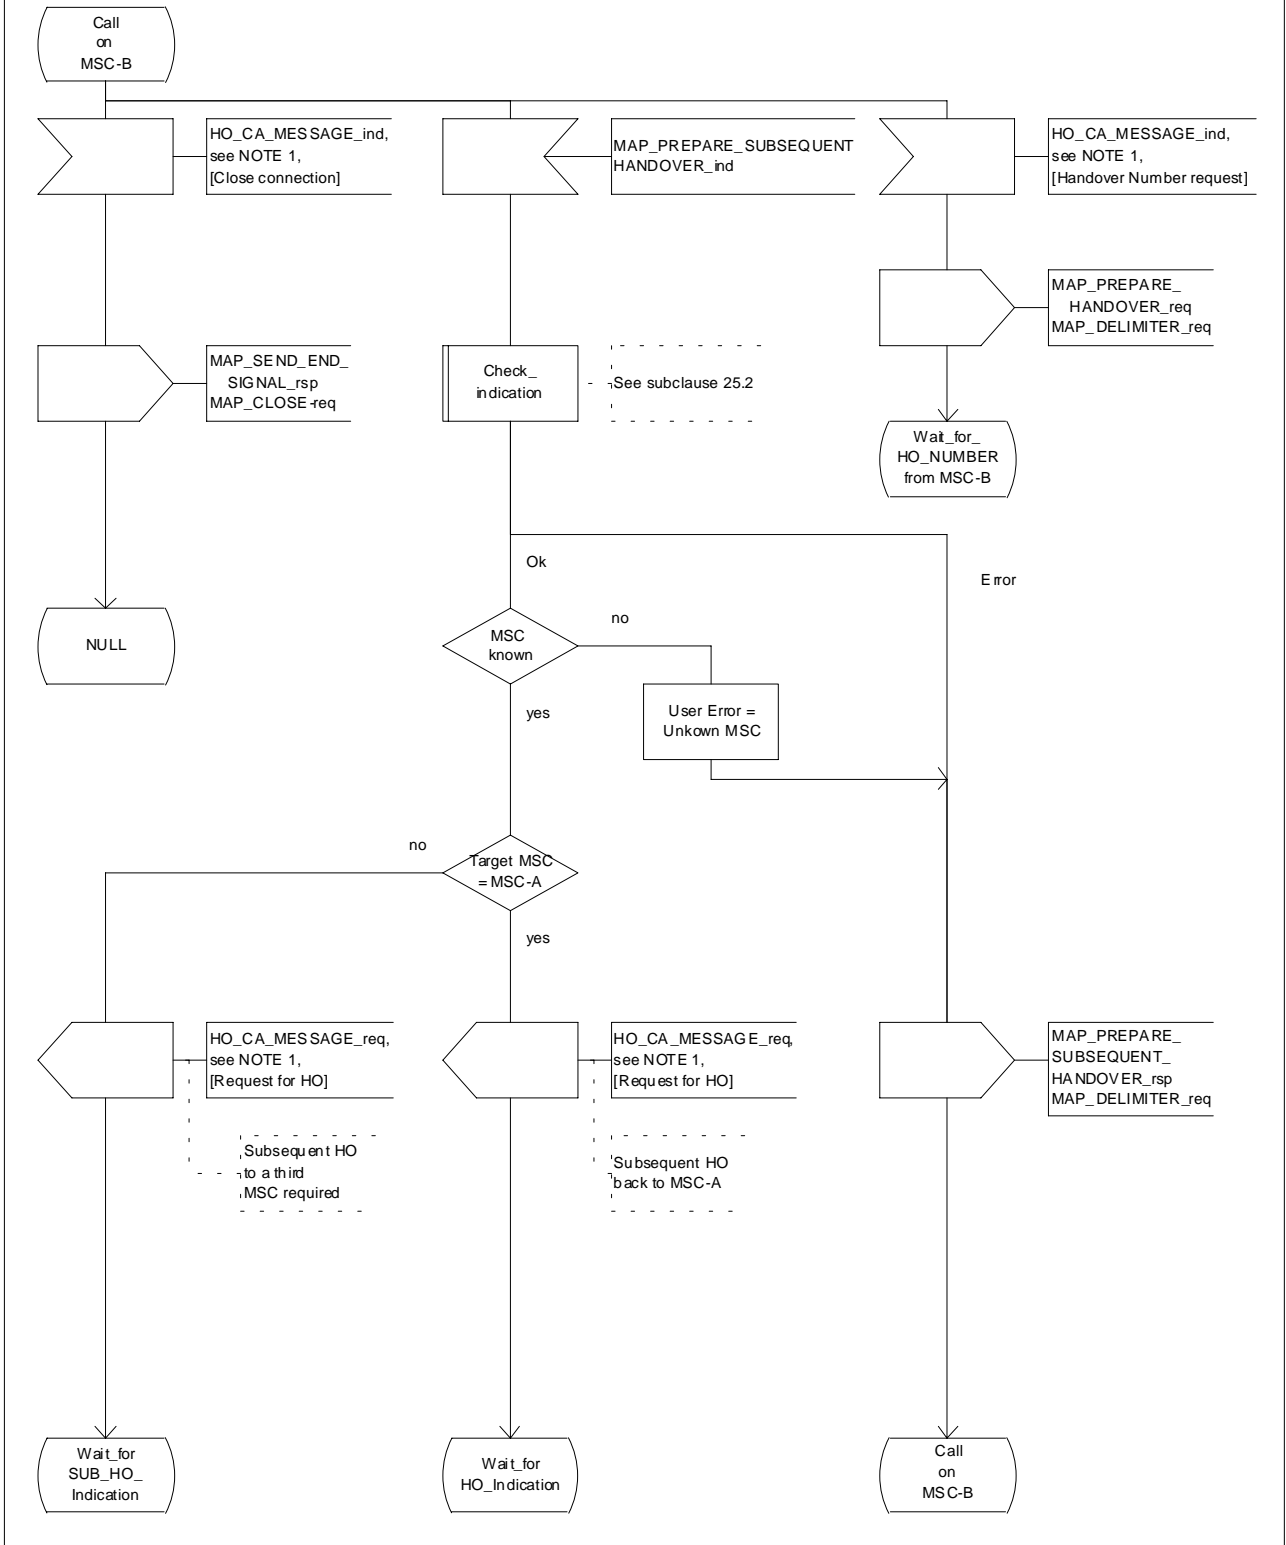 Call
on
MSC-B
HO_CA_MESSAGE_ind,
see NOTE 1,
[Close connection]
MAP_PREPARE_SUBSEQUENT
HANDOVER_ind
HO_CA_MESSAGE_ind,
see NOTE 1,
[Handover Number request]
MAP_PREPARE_
HANDOVER_req
MAP_DELIMITER_req
MAP_SEND_END_
SIGNAL_rsp
MAP_CLOSE-req
Check_
indication
See subclause 25.2
Wait_for_
HO_NUMBER
from MSC-B
Ok
Error
NULL
MSC
known
no
yes
User Error =
Unkown MSC
no
Target MSC
= MSC-A
yes
HO_CA_MESSAGE_req,
see NOTE 1,
[Request for HO]
HO_CA_MESSAGE_req,
see NOTE 1,
[Request for HO]
MAP_PREPARE_
SUBSEQUENT_
HANDOVER_rsp
MAP_DELIMITER_req
Subsequent HO
to a third
MSC required
Subsequent HO
back to MSC-A
Wait_for
SUB_HO_
Indication
Wait_for
HO_Indication
Call
on
MSC-B